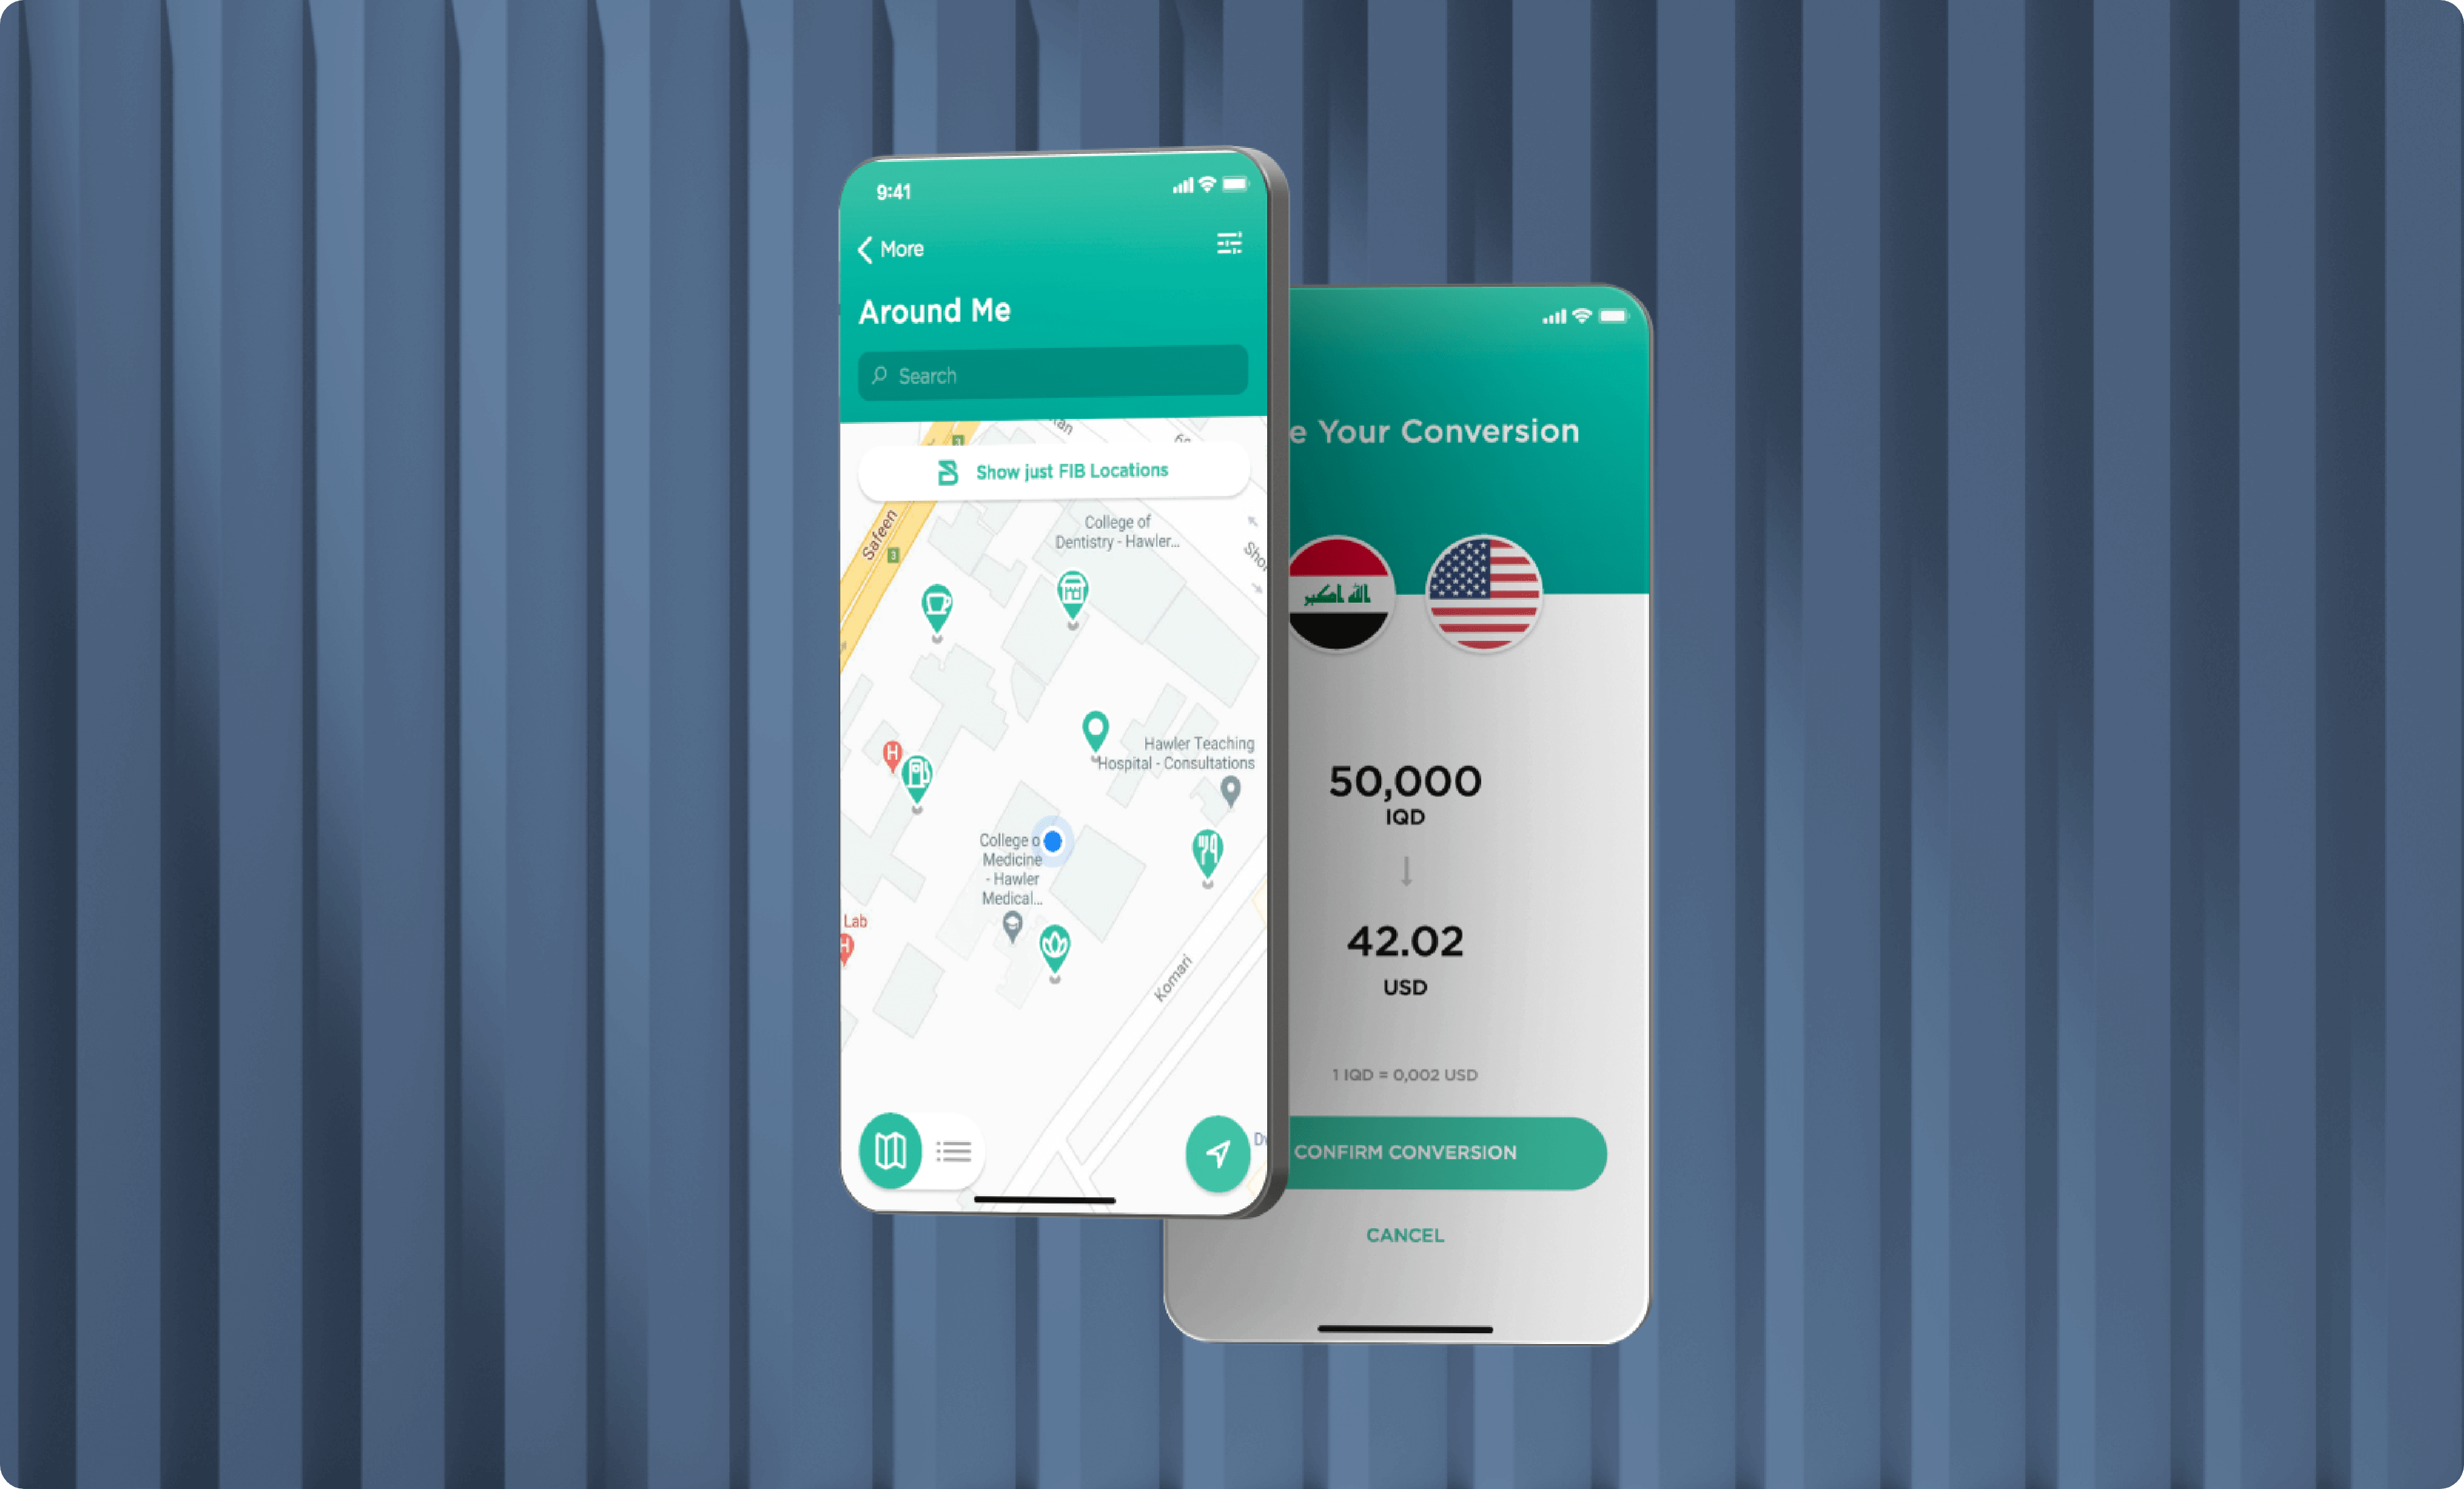 9:41
More
Around Me
Search
Show just FIB Locations
Safeen
3
3
College of
Dentistry - Hawler...
H
Hawler Teaching
Hospital - Consultations
College o
Medicine
- Hawler
Medical...
Lab
H
Komari
e Your Conversion
الله اكبر
50,000
IQD
42.02
USD
1 IQD = 0,002 USD
CONFIRM CONVERSION
CANCEL